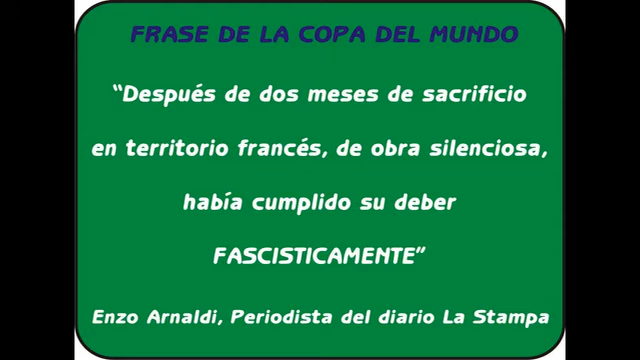 FRASE DE LA COPA DEL MUNDO
“Después de dos meses de sacrificio
en territorio francés, de obra silenciosa,
había cumplido su deber
FASCISTICAMENTE”
Enzo Arnaldi, Periodista del diario La Stampa